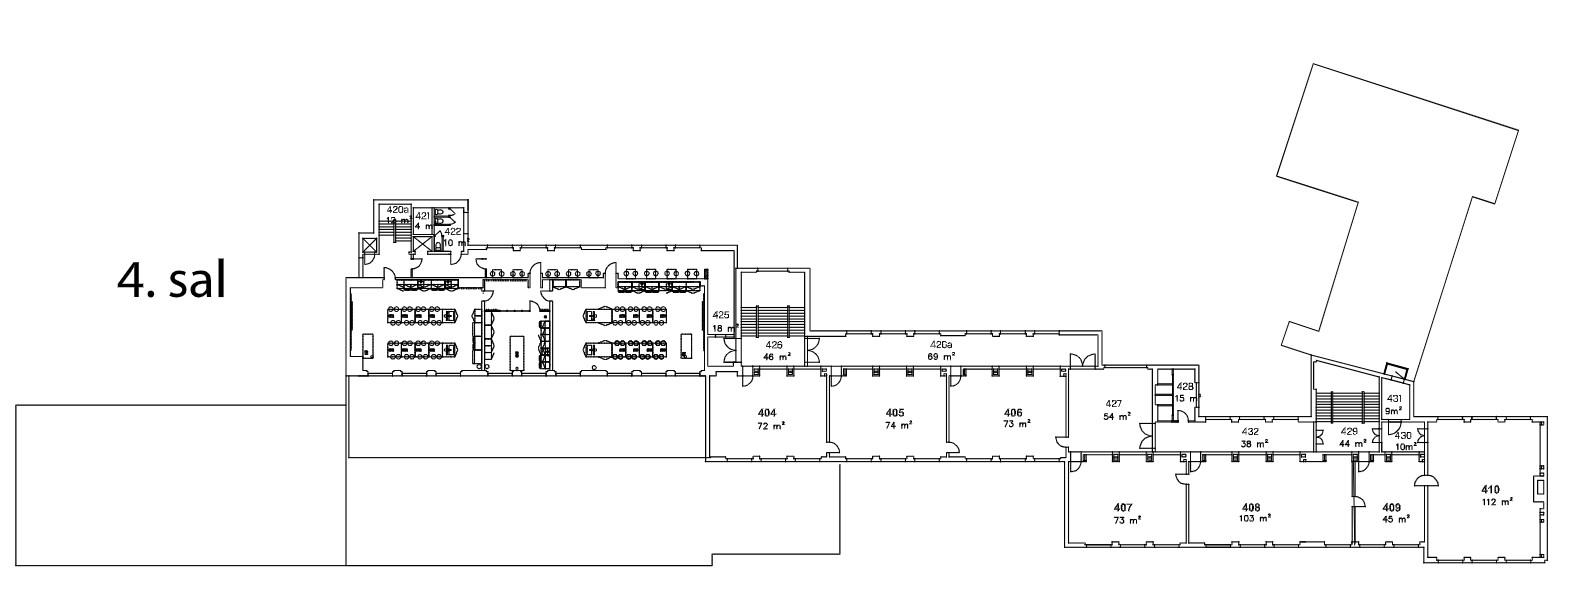 4. sal
420a
12 m²
421
4 m²
422
10 m²
425
18 m²
426
46 m²
420a
69 m²
404
72 m²
405
74 m²
406
73 m²
427
54 m²
428
15 m²
432
38 m²
429
44 m²
431
9m²
430
10m²
407
73 m²
408
103 m²
409
45 m²
410
112 m²